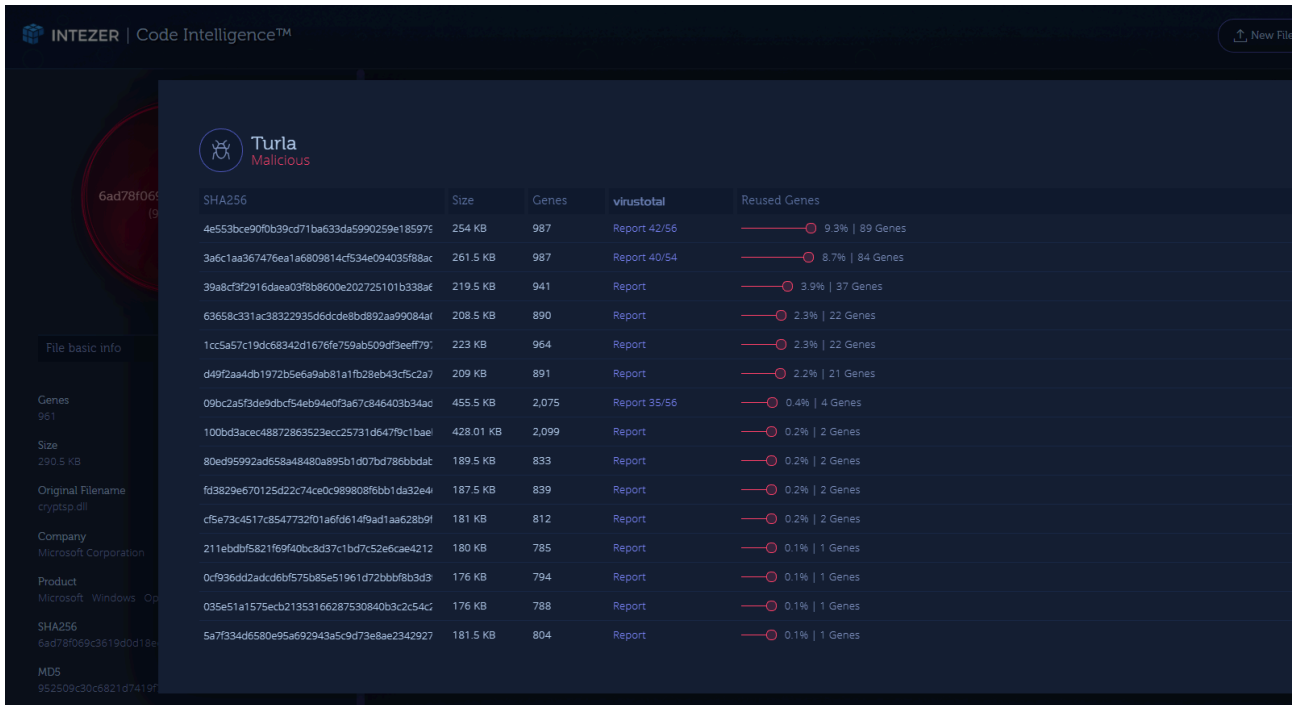 INTEZER | Code Intelligence™
New File
Turla
Malicious
SHA256 Size Genes virustotal Reused Genes
4e553bce90f0b39cd71ba633da5990259e185979 254 KB 987 Report 42/56 9.3% | 89 Genes
3a6c1aa367476ea1a6809814cf534e094035f88ac 261.5 KB 987 Report 40/54 8.7% | 84 Genes
39a8cf3f2916daea03f8b8600e202725101b338a6 219.5 KB 941 Report 3.9% | 37 Genes
63658c331ac38322935d6dcde8bd892aa99084a0 208.5 KB 890 Report 2.3% | 22 Genes
1cc5a57c19dc68342d1676fe759ab509df3eeff797 223 KB 964 Report 2.3% | 22 Genes
d49f2aa4db1972b5e6a9ab81a1fb28eb43cf5c2a7 209 KB 891 Report 2.2% | 21 Genes
09bc2a5f3de9dbcf54eb94e0f3a67c846403b34ad 455.5 KB 2,075 Report 35/56 0.4% | 4 Genes
100bd3acec48872863523ecc25731d647f9c1bae 428.01 KB 2,099 Report 0.2% | 2 Genes
80ed95992ad658a48480a895b1d07bd786bbdab 189.5 KB 833 Report 0.2% | 2 Genes
fd3829e670125d22c74ce0c989808f6bb1da32e4 187.5 KB 839 Report 0.2% | 2 Genes
cf5e73c4517c8547732f01a6fd614f9ad1aa628b9 181 KB 812 Report 0.2% | 2 Genes
211ebdbf5821f69f40bc8d37c1bd7c52e6cae4212 180 KB 785 Report 0.1% | 1 Genes
0cf936dd2adcd6bf575b85e51961d72bbbf8b3d3 176 KB 794 Report 0.1% | 1 Genes
035e51a1575ecb21353166287530840b3c2c54c2 176 KB 788 Report 0.1% | 1 Genes
5a7f334d6580e95a692943a5c9d73e8ae2342927 181.5 KB 804 Report 0.1% | 1 Genes
6ad78f069
(9
File basic info
Genes
961
Size
290.5 KB
Original Filename
cryptsp.dll
Company
Microsoft Corporation
Product
Microsoft Windows Op
SHA256
6ad78f069c3619d0d18e
MD5
952509c30c6821d7419f